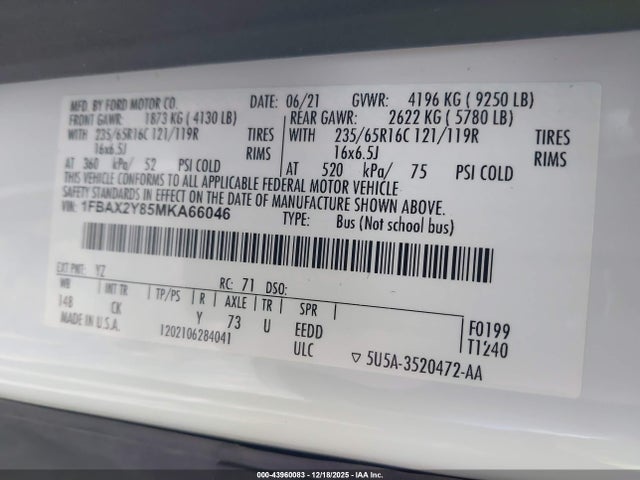 MFD. BY FORD MOTOR CO. DATE: 06/21 GVWR: 4196 KG ( 9250 LB)
FRONT GAWR: 1873 KG ( 4130 LB) REAR GAWR: 2622 KG ( 5780 LB)
WITH 235/65R16C 121/119R TIRES WITH 235/65R16C 121/119R TIRES
16x6.5J RIMS 16x6.5J RIMS
AT 360 kPa/ 52 PSI COLD AT 520 kPa/ 75 PSI COLD
THIS VEHICLE CONFORMS TO ALL APPLICABLE FEDERAL MOTOR VEHICLE
SAFETY STANDARDS IN EFFECT ON THE DATE OF MANUFACTURE SHOWN ABOVE.
VIN: 1FBAX2Y85MKA66046 TYPE: Bus (Not school bus)
EXT PNT: YZ RC: 71 DSO:
WB INT TR TP/PS R AXLE TR SPR
148 CK Y 73 U EEDD F0199
MADE IN U.S.A. 1202106284041 ULC T1240
▽ 5U5A-3520472-AA
000-43960083 - 12/18/2025 - IAA Inc.